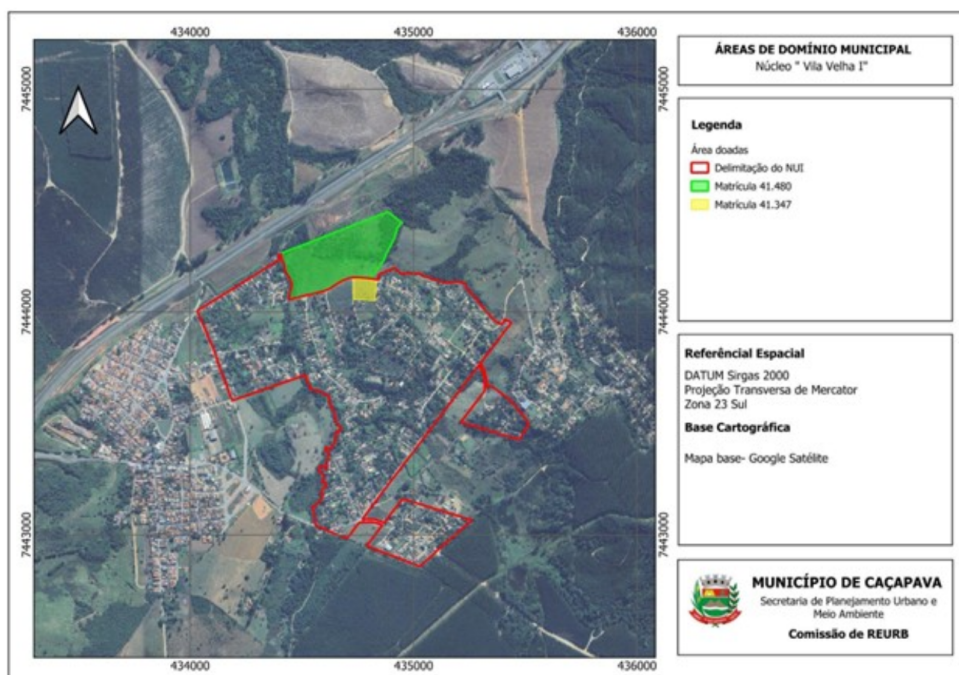 434000
435000
436000
7445000
7445000
7444000
7444000
7443000
7443000
434000
435000
436000
ÁREAS DE DOMÍNIO MUNICIPAL
Núcleo " Vila Velha I"
Legenda
Área doadas
Delimitação do NUI
Matrícula 41.480
Matrícula 41.347
Referêncial Espacial
DATUM Sirgas 2000
Projeção Transversa de Mercator
Zona 23 Sul
Base Cartográfica
Mapa base- Google Satélite
MUNICÍPIO DE CAÇAPAVA
Secretaria de Planejamento Urbano e
Meio Ambiente
Comissão de REURB